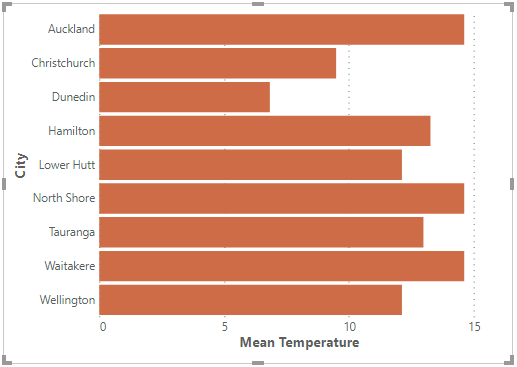 Auckland
Christchurch
Dunedin
Hamilton
Lower Hutt
North Shore
Tauranga
Waitakere
Wellington
City
0 5 10 15
Mean Temperature